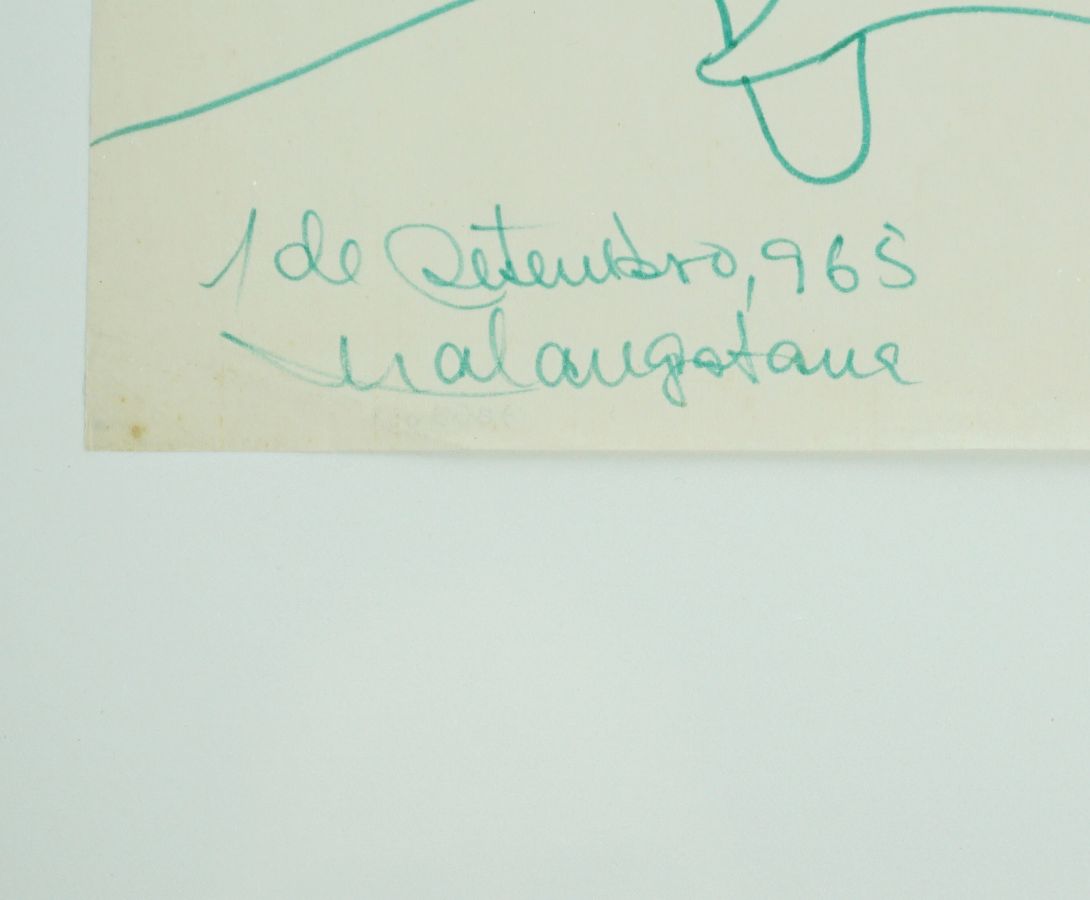 1 de Setembro, 965
Malangatana